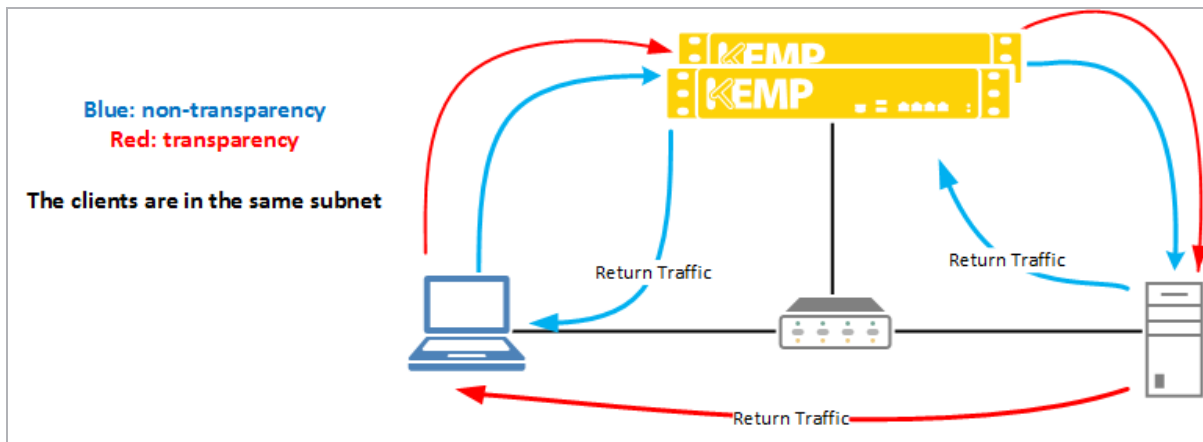 KEMP
KEMP
Blue: non-transparency
Red: transparency
The clients are in the same subnet
Return Traffic
Return Traffic
Return Traffic